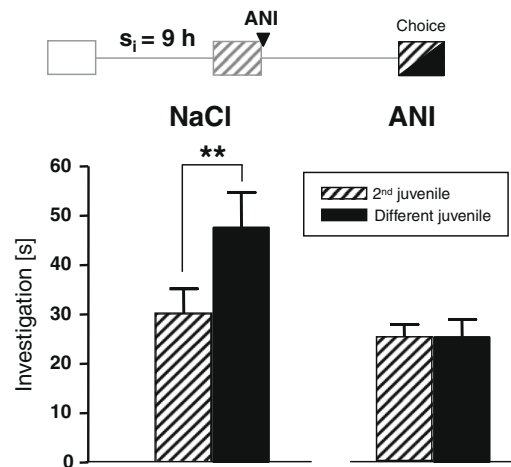 ANI
Choice
sᵢ = 9 h
NaCl
ANI
**
2nd juvenile
Different juvenile
Investigation [s]
60
50
40
30
20
10
0